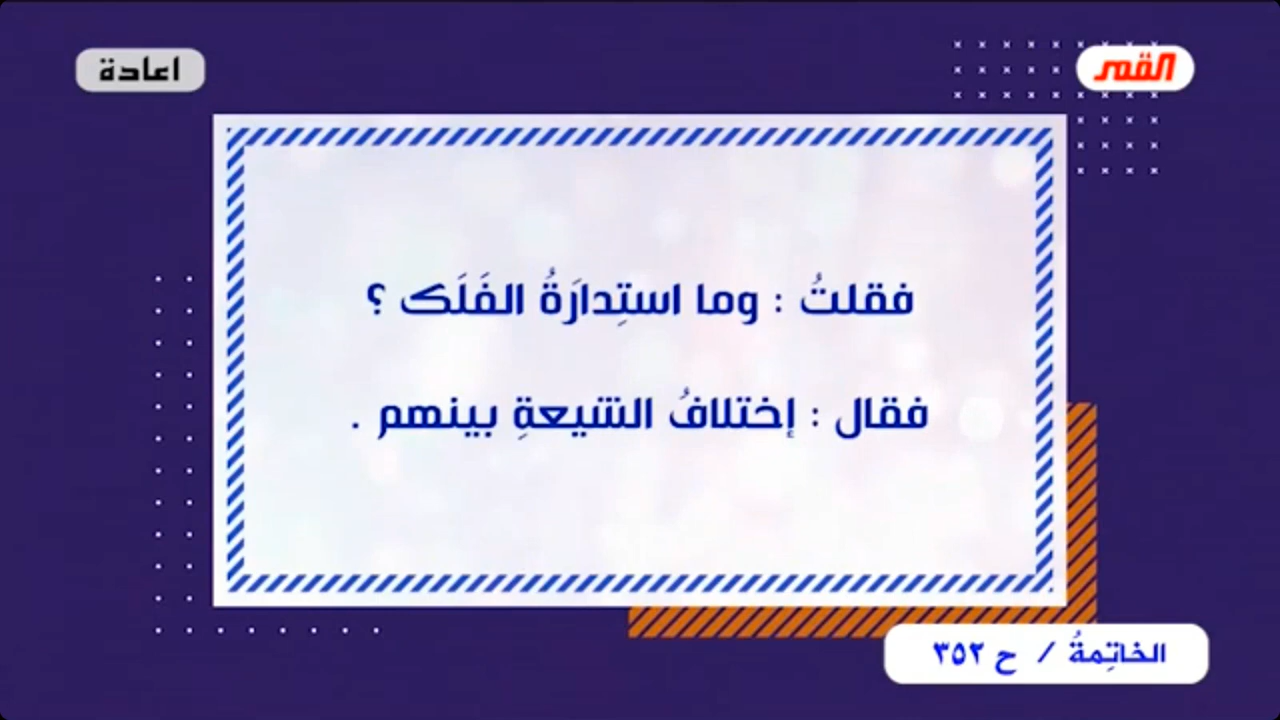 اعادة
القمر
فقلتُ : وما استِدارَةُ الفَلَك ؟
فقال : إختلافُ الشيعةِ بينهم .
الخاتِمةُ / ح ٣٥٢